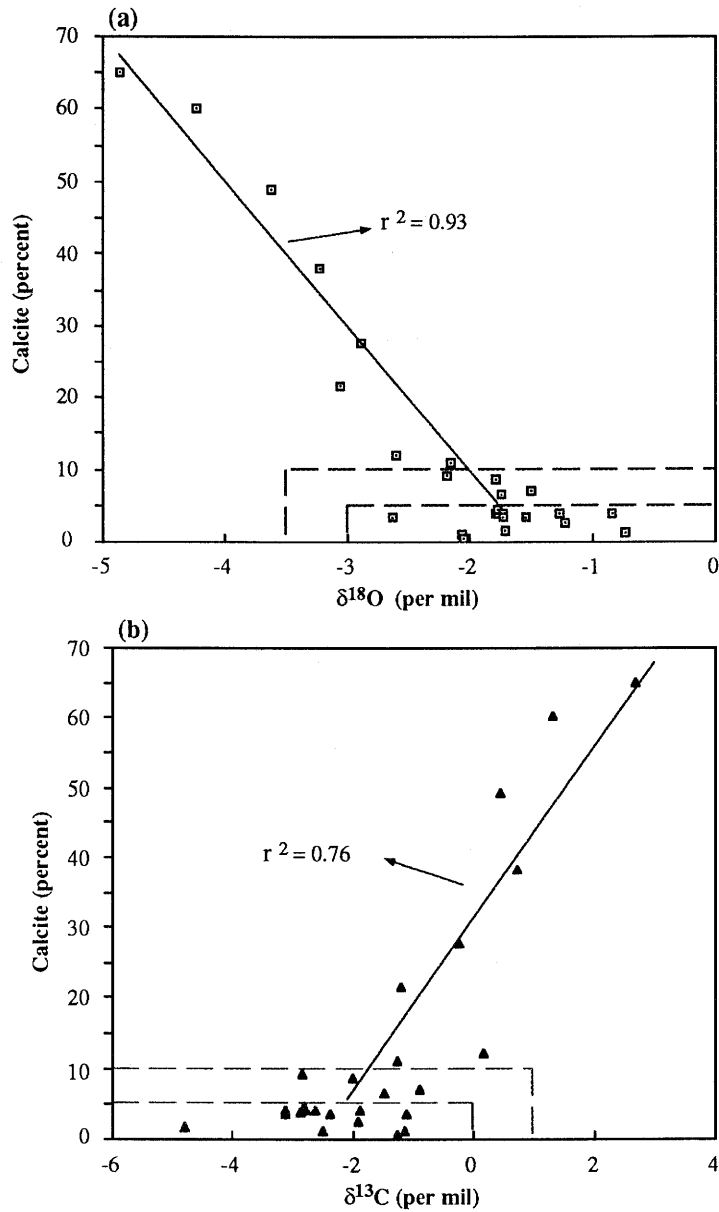 (a)
70
60
50
40
30
20
10
0
Calcite (percent)
r 2 = 0.93
-5 -4 -3 -2 -1 0
δ18O (per mil)
(b)
70
60
50
40
30
20
10
0
Calcite (percent)
r 2 = 0.76
-6 -4 -2 0 2 4
δ13C (per mil)